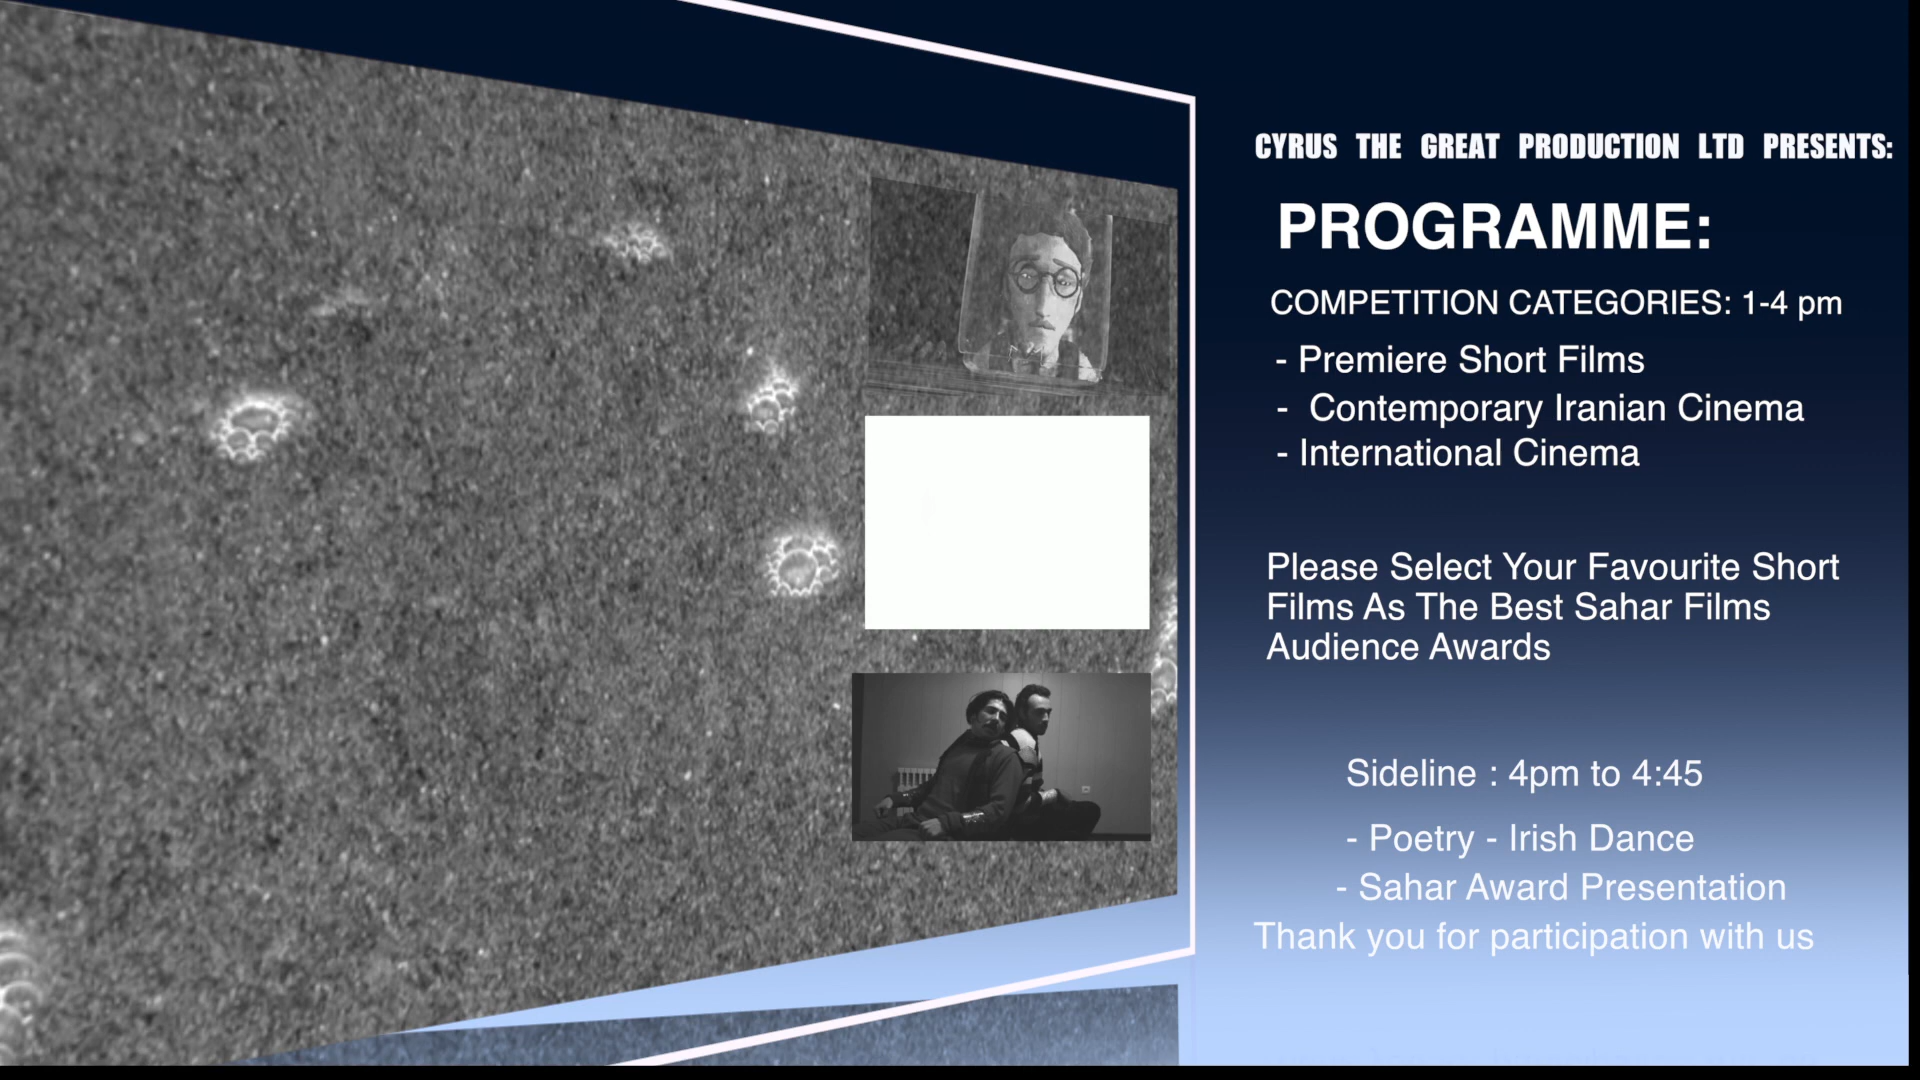 CYRUS THE GREAT PRODUCTION LTD PRESENTS:
PROGRAMME:
COMPETITION CATEGORIES: 1-4 pm
- Premiere Short Films
- Contemporary Iranian Cinema
- International Cinema
Please Select Your Favourite Short
Films As The Best Sahar Films
Audience Awards
Sideline : 4pm to 4:45
- Poetry - Irish Dance
- Sahar Award Presentation
Thank you for participation with us